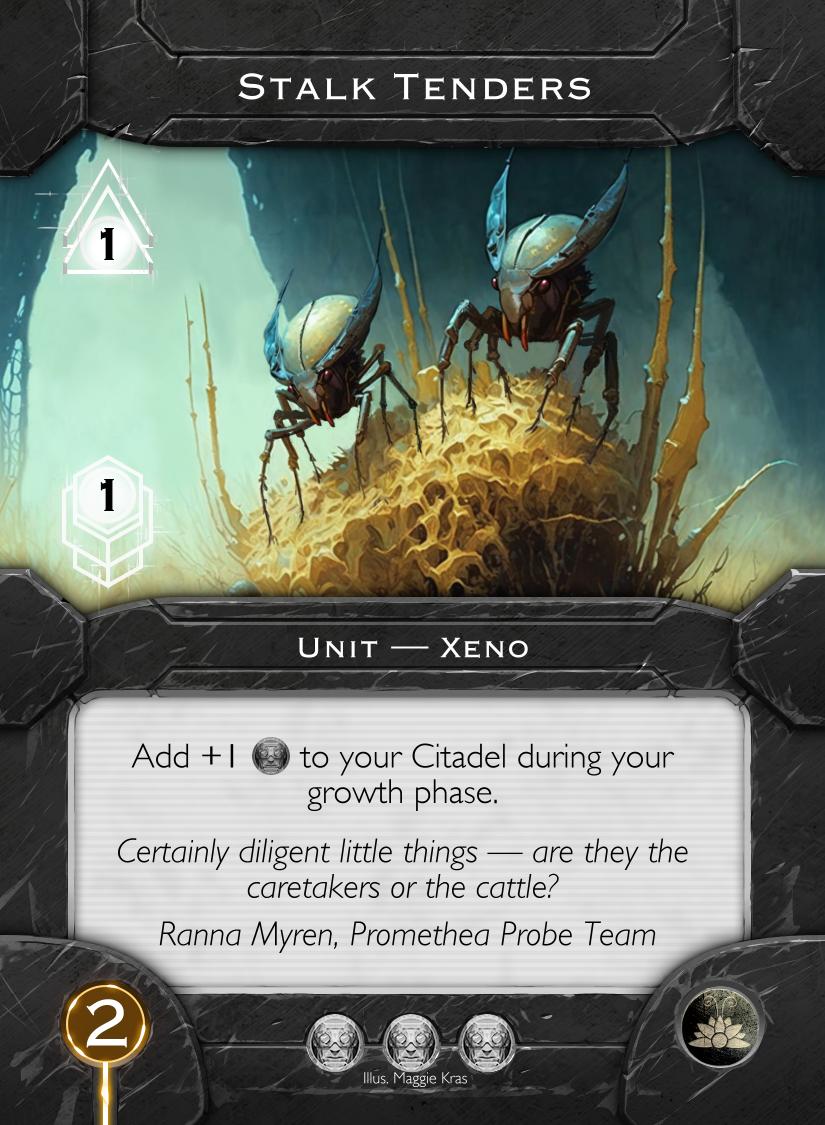 Stalk Tenders
1
1
Unit — Xeno
Add +1 to your Citadel during your
growth phase.
Certainly diligent little things — are they the
caretakers or the cattle?
Ranna Myren, Promethea Probe Team
2
Illus. Maggie Kras